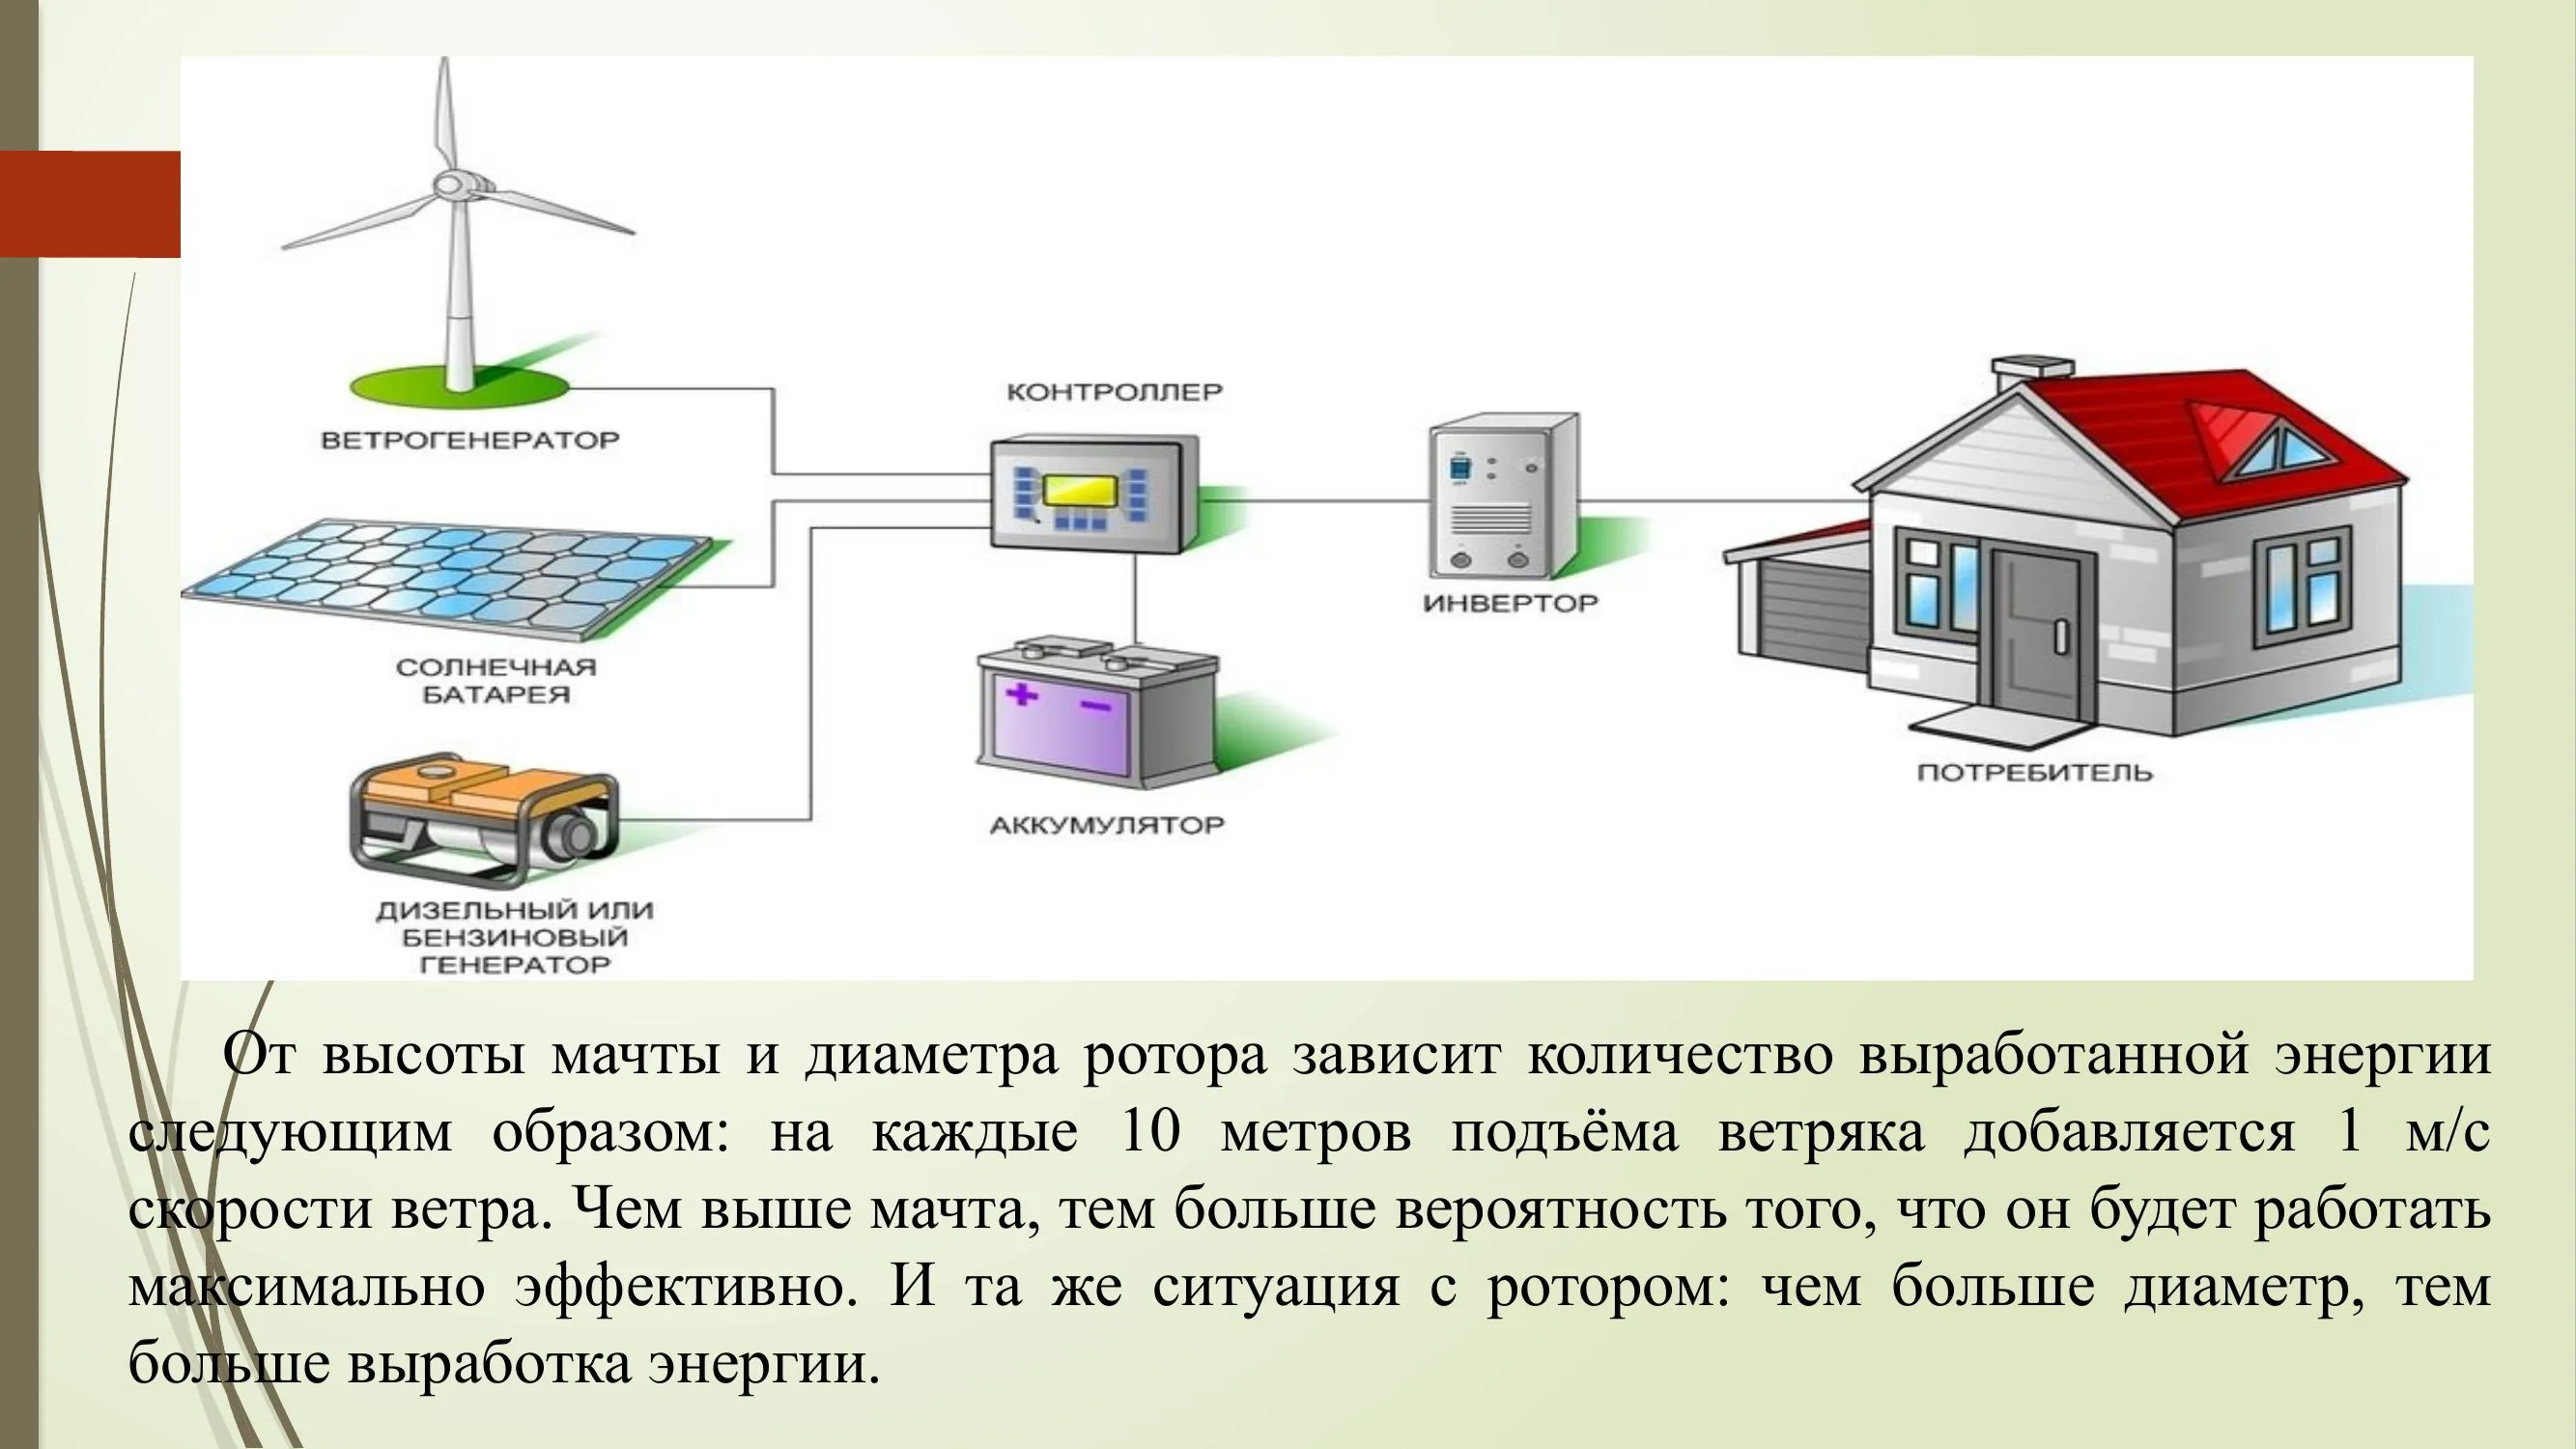 ВЕТРОГЕНЕРАТОР
СОЛНЕЧНАЯ
БАТАРЕЯ
ДИЗЕЛЬНЫЙ ИЛИ
БЕНЗИНОВЫЙ
ГЕНЕРАТОР
КОНТРОЛЛЕР
АККУМУЛЯТОР
ИНВЕРТОР
ПОТРЕБИТЕЛЬ
От высоты мачты и диаметра ротора зависит количество выработанной энергии
следующим образом: на каждые 10 метров подъёма ветряка добавляется 1 м/с
скорости ветра. Чем выше мачта, тем больше вероятность того, что он будет работать
максимально эффективно. И та же ситуация с ротором: чем больше диаметр, тем
больше выработка энергии.